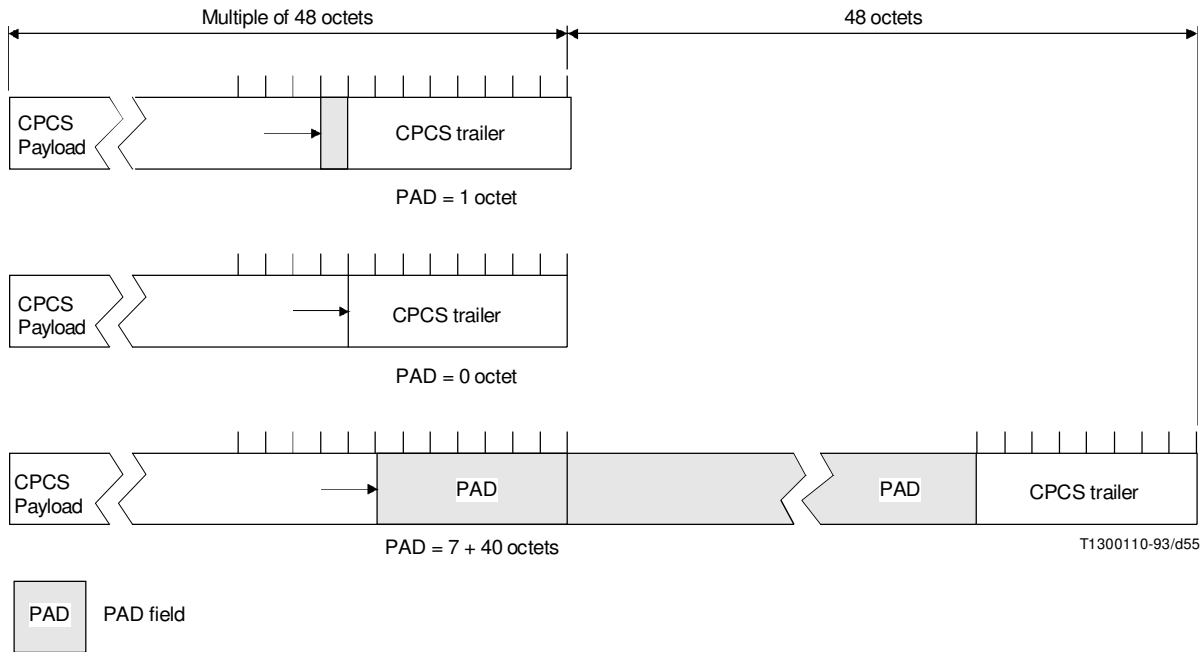 Multiple of 48 octets
48 octets
CPCS
Payload
CPCS trailer
PAD = 1 octet
CPCS
Payload
CPCS trailer
PAD = 0 octet
CPCS
Payload
PAD
PAD
CPCS trailer
PAD = 7 + 40 octets
T1300110-93/d55
PAD
PAD field